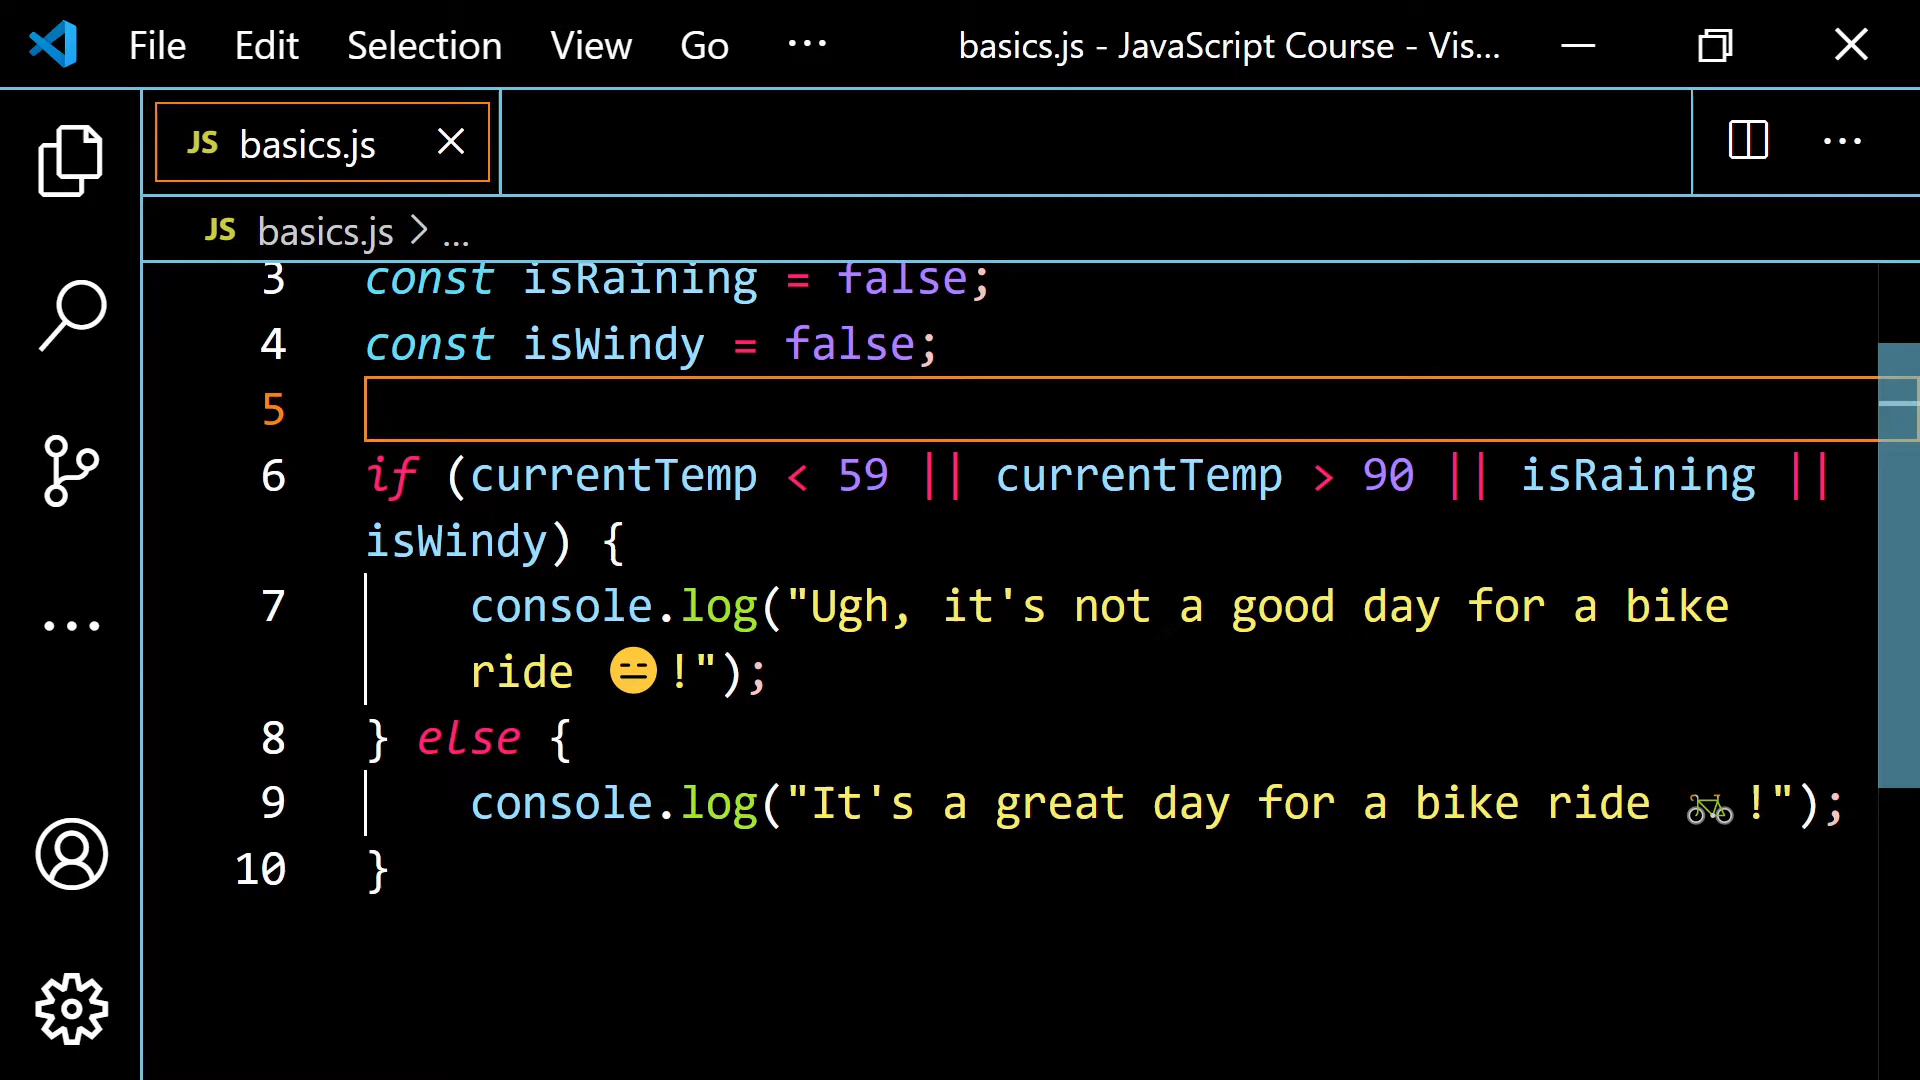 File Edit Selection View Go ··· basics.js - JavaScript Course - Vis...
JS basics.js
JS basics.js > ...
3 const isRaining = false;
4 const isWindy = false;
5
6 if (currentTemp < 59 || currentTemp > 90 || isRaining ||
isWindy) {
7 console.log("Ugh, it's not a good day for a bike
ride 😑!");
8 } else {
9 console.log("It's a great day for a bike ride 🚲!");
10 }